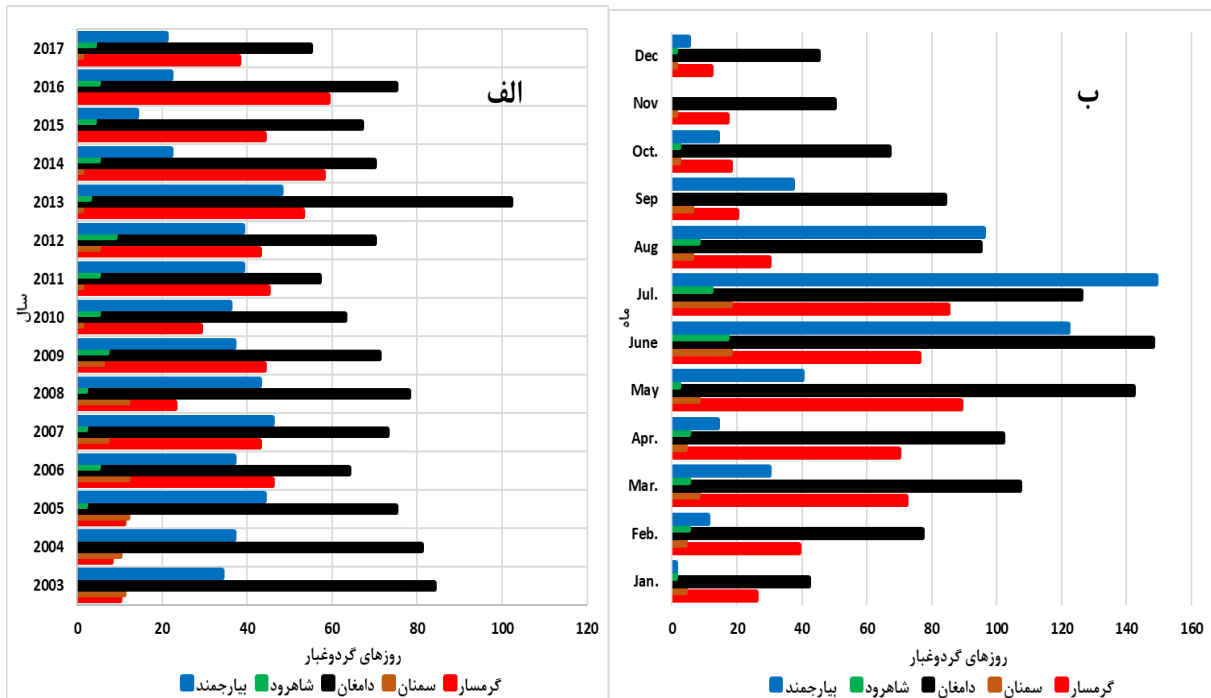 الف
2017
2016
2015
2014
2013
2012
2011
2010
2009
2008
2007
2006
2005
2004
2003
سال
0 20 40 60 80 100 120
روزهای گردوغبار
بیارجمند شاهرود دامغان سمنان گرمسار
ب
Dec
Nov
Oct.
Sep
Aug
Jul.
June
May
Apr.
Mar.
Feb.
Jan.
ماه
0 20 40 60 80 100 120 140 160
روزهای گردوغبار
بیارجمند شاهرود دامغان سمنان گرمسار